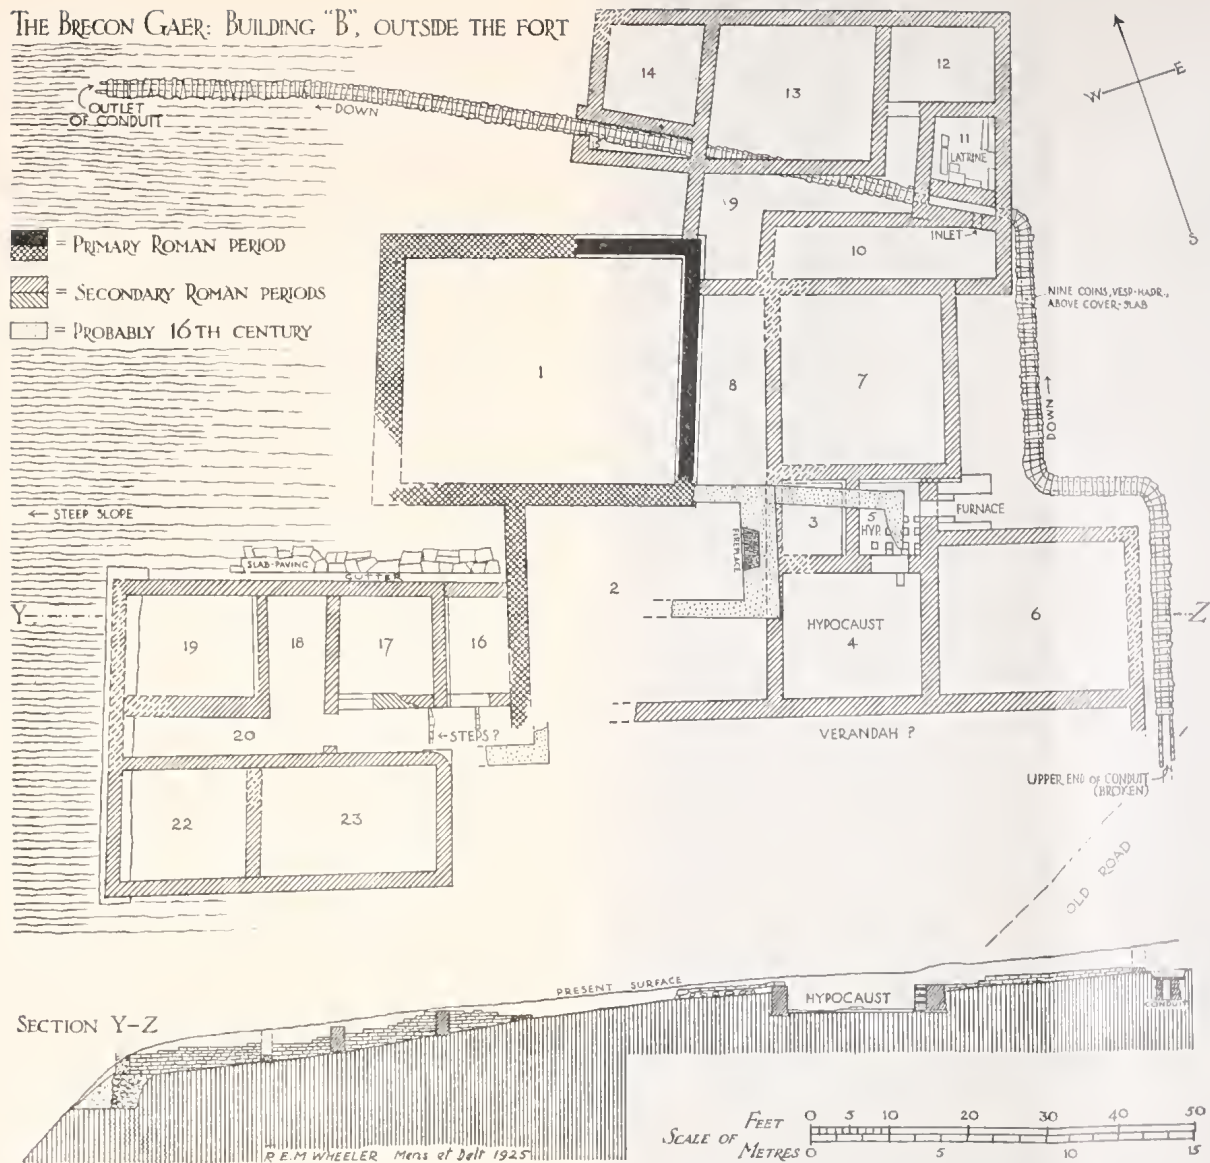 THE BRECON GAER: BUILDING "B", OUTSIDE THE FORT
OUTLET
OF CONDUIT
← DOWN
14
13
12
11
LATRINE
W
E
S
9
INLET
10
= PRIMARY ROMAN PERIOD
= SECONDARY ROMAN PERIODS
= PROBABLY 16TH CENTURY
NINE COINS, VESP-HADR.,
ABOVE COVER-SLAB
1
8
7
DOWN →
← STEEP SLOPE
3
5
HYP.
FURNACE
FIREPLACE
SLAB-PAVING
GUTTER
2
Y
Z
19
18
17
16
HYPOCAUST
4
6
20
← STEPS ?
VERANDAH ?
22
23
UPPER END OF CONDUIT
(BROKEN)
OLD ROAD
PRESENT SURFACE
HYPOCAUST
CONDUIT
SECTION Y-Z
FEET
0 5 10 20 30 40 50
SCALE OF
METRES 0 5 10 15
R.E.M WHEELER Mens et Delt 1925